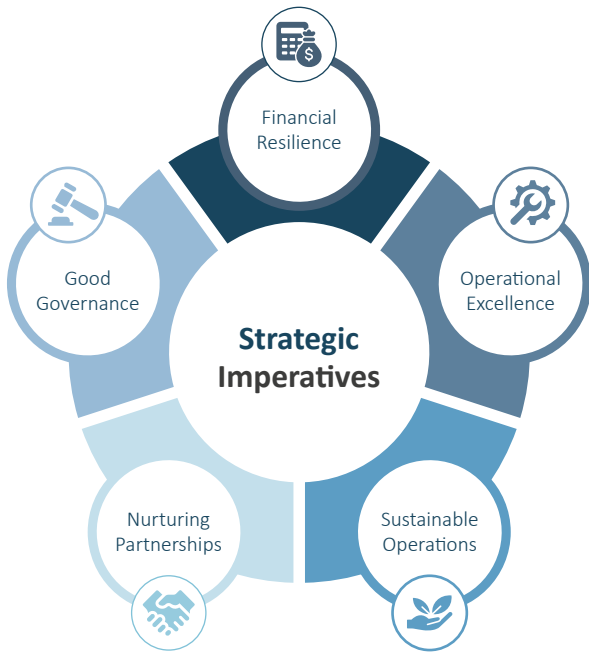 Financial
Resilience
Good
Governance
Operational
Excellence
Strategic
Imperatives
Nurturing
Partnerships
Sustainable
Operations
$